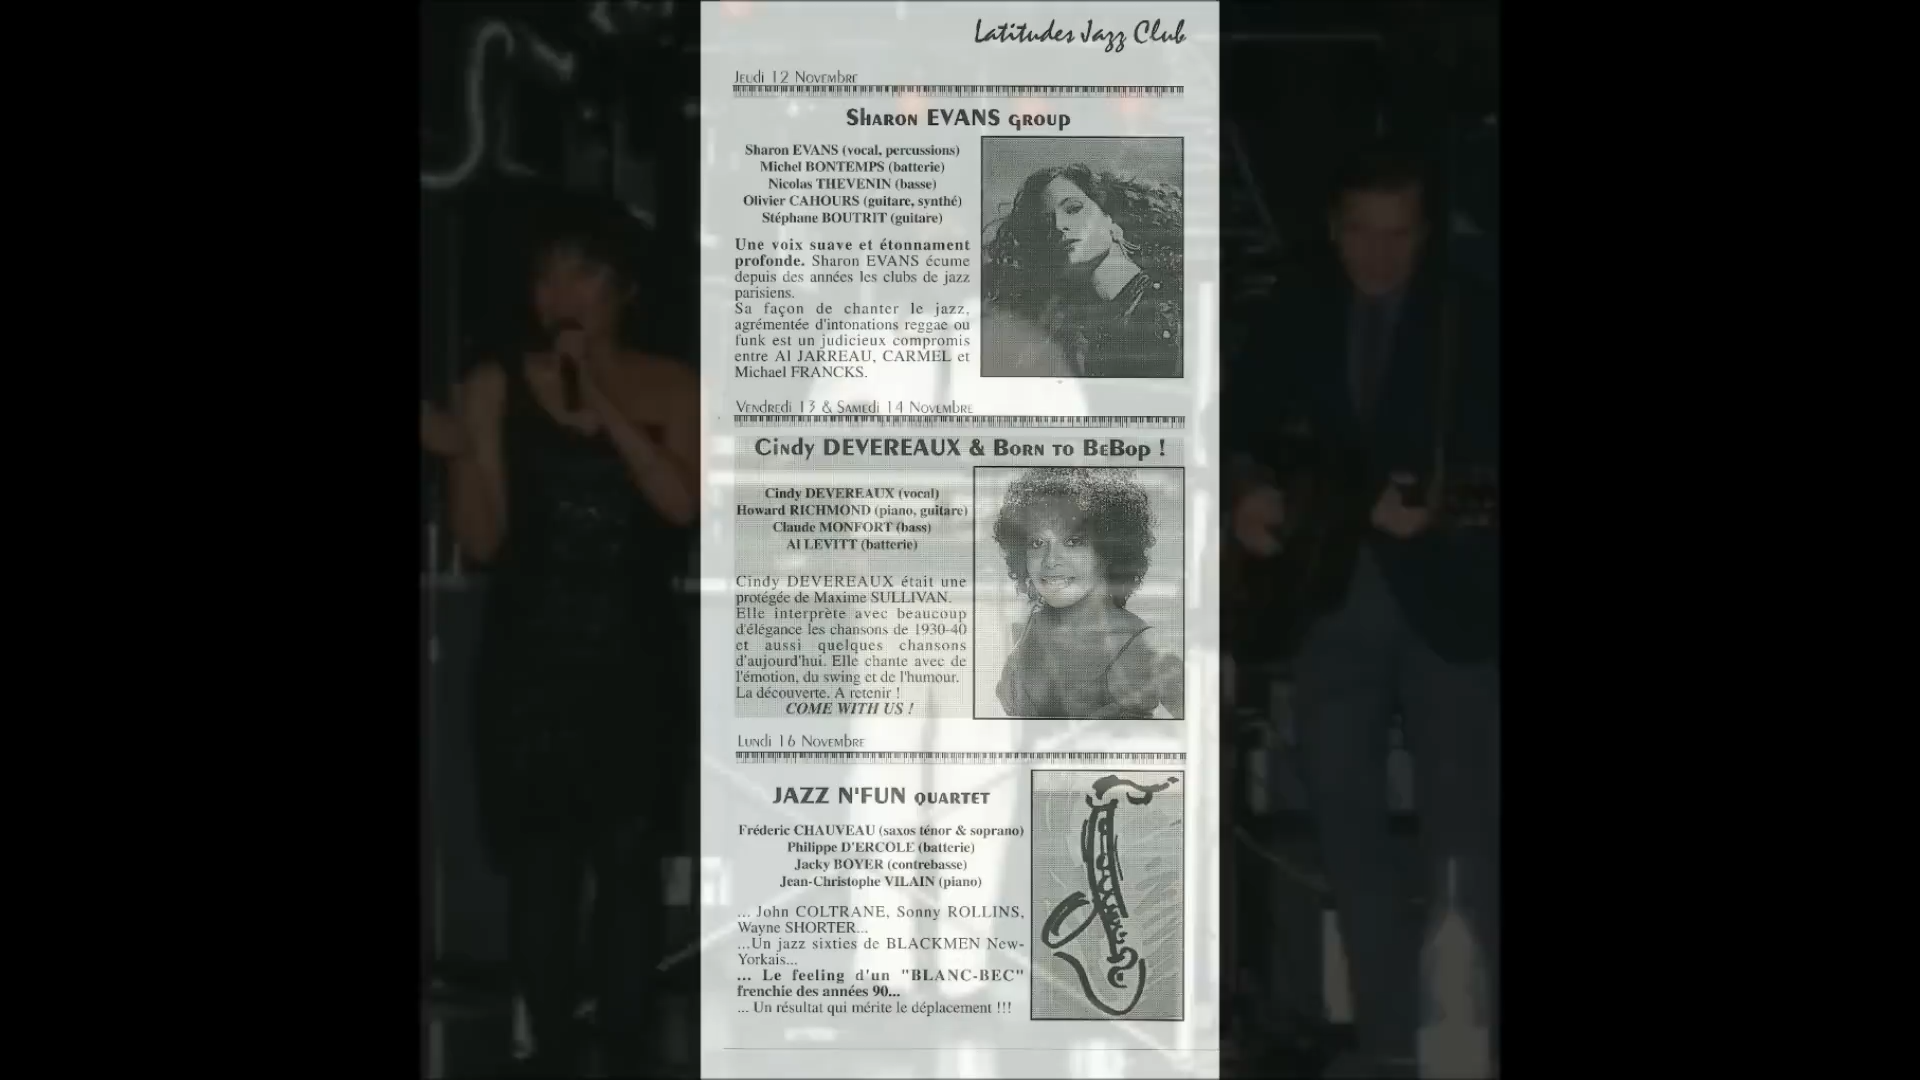 Latitudes Jazz Club
Jeudi 12 Novembre
Sharon EVANS group
Sharon EVANS (vocal, percussions)
Michel BONTEMPS (batterie)
Nicolas THEVENIN (basse)
Olivier CAHOURS (guitare, synthé)
Stéphane BOUTRIT (guitare)
Une voix suave et étonnament
profonde. Sharon EVANS écume
depuis des années les clubs de jazz
parisiens.
Sa façon de chanter le jazz,
agrémentée d'intonations reggae ou
funk est un judicieux compromis
entre Al JARREAU, CARMEL et
Michael FRANCKS.
Vendredi 13 & Samedi 14 Novembre
Cindy DEVEREAUX & Born to BeBop !
Cindy DEVEREAUX (vocal)
Howard RICHMOND (piano, guitare)
Claude MONFORT (bass)
Al LEVITT (batterie)
Cindy DEVEREAUX était une
protégée de Maxime SULLIVAN.
Elle interprète avec beaucoup
d'élégance les chansons de 1930-40
et aussi quelques chansons
d'aujourd'hui. Elle chante avec de
l'émotion, du swing et de l'humour.
La découverte. A retenir !
COME WITH US !
Lundi 16 Novembre
JAZZ N'FUN quartet
Fréderic CHAUVEAU (saxos ténor & soprano)
Philippe D'ERCOLE (batterie)
Jacky BOYER (contrebasse)
Jean-Christophe VILAIN (piano)
... John COLTRANE, Sonny ROLLINS,
Wayne SHORTER...
...Un jazz sixties de BLACKMEN New-
Yorkais...
... Le feeling d'un "BLANC-BEC"
frenchie des années 90...
... Un résultat qui mérite le déplacement !!!